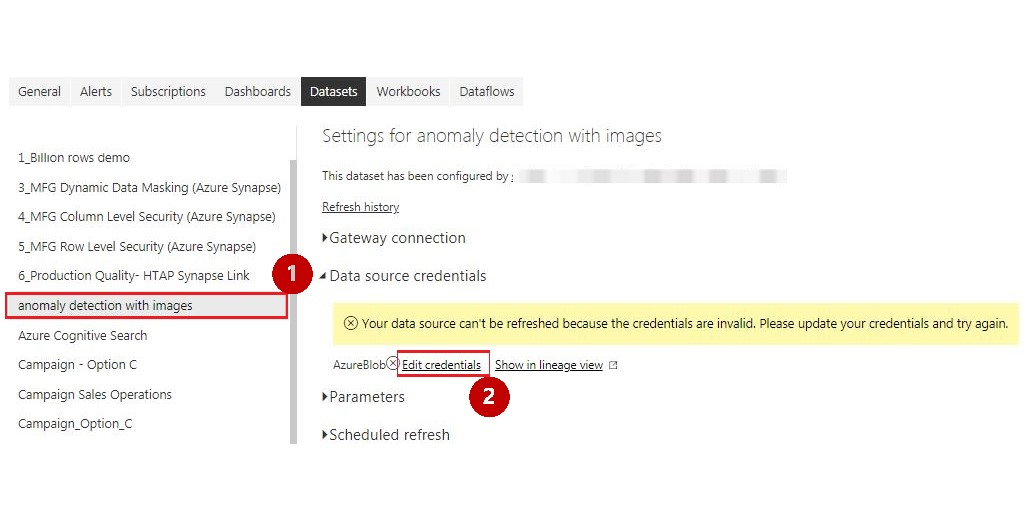 General Alerts Subscriptions Dashboards Datasets Workbooks Dataflows
1_Billion rows demo
3_MFG Dynamic Data Masking (Azure Synapse)
4_MFG Column Level Security (Azure Synapse)
5_MFG Row Level Security (Azure Synapse)
6_Production Quality- HTAP Synapse Link
anomaly detection with images
Azure Cognitive Search
Campaign - Option C
Campaign Sales Operations
Campaign_Option_C
1
Settings for anomaly detection with images
This dataset has been configured by
Refresh history
Gateway connection
Data source credentials
Your data source can't be refreshed because the credentials are invalid. Please update your credentials and try again.
AzureBlob Edit credentials Show in lineage view
2
Parameters
Scheduled refresh